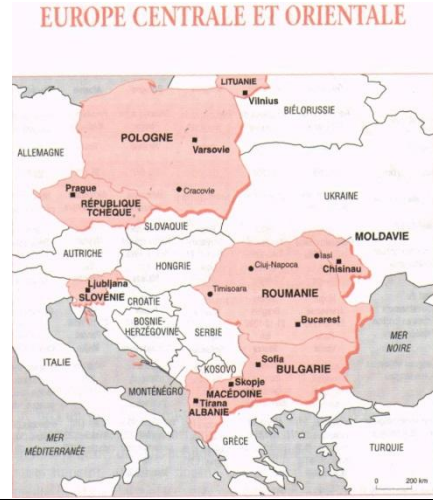 EUROPE CENTRALE ET ORIENTALE
LITUANIE
Vilnius
BIÉLORUSSIE
POLOGNE
Varsovie
ALLEMAGNE
Prague
Cracovie
RÉPUBLIQUE
TCHÈQUE
UKRAINE
SLOVAQUIE
MOLDAVIE
AUTRICHE
Iasi
HONGRIE
Cluj-Napoca
Chisinau
Ljubljana
SLOVÉNIE
Timisoara
ROUMANIE
CROATIE
BOSNIE-
HERZÉGOVINE
Bucarest
SERBIE
MER
NOIRE
ITALIE
Sofia
KOSOVO
BULGARIE
Skopje
MONTÉNÉGRO
MACÉDOINE
Tirana
ALBANIE
MER
MÉDITERRANÉE
GRÈCE
TURQUIE
0 200 km